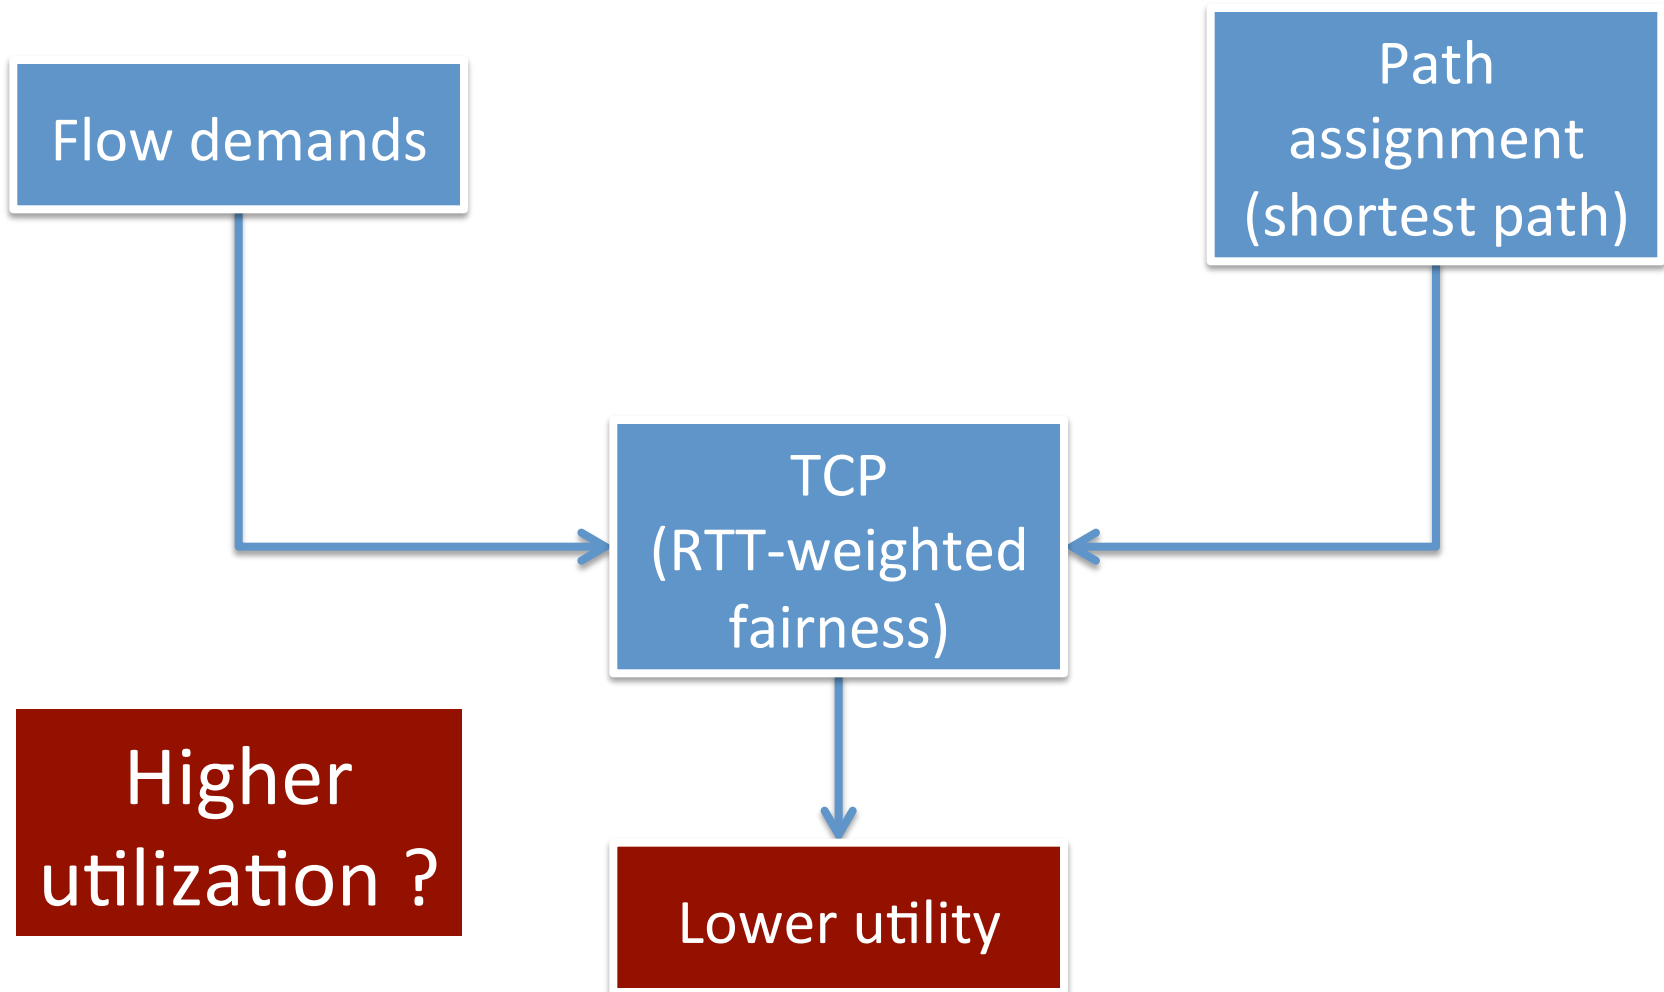 Flow demands
Path
assignment
(shortest path)
TCP
(RTT-weighted
fairness)
Higher
utilization ?
Lower utility